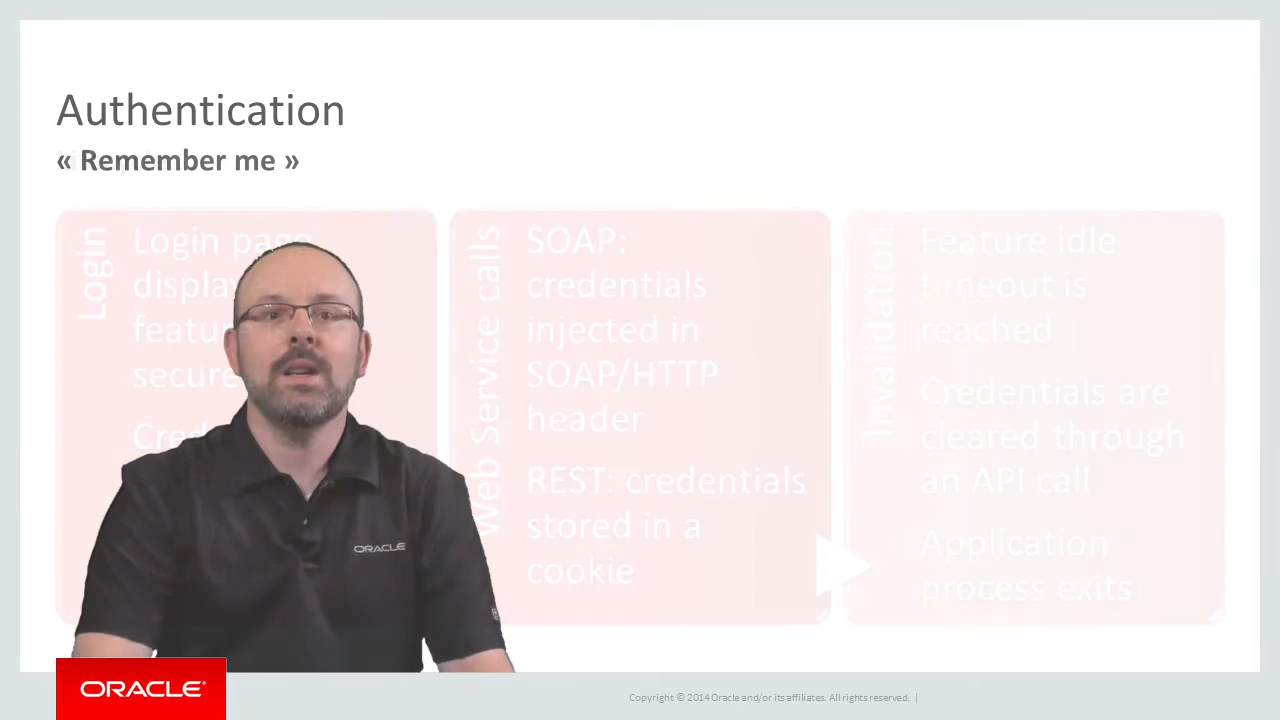 Authentication
« Remember me »
Login
Login page
display
featur
secure
Cred
Web Service calls
SOAP:
credentials
injected in
SOAP/HTTP
header
REST: credentials
stored in a
cookie
Invalidation
Feature idle
timeout is
reached
Credentials are
cleared through
an API call
Application
process exits
ORACLE
ORACLE
Copyright © 2014 Oracle and/or its affiliates. All rights reserved. |